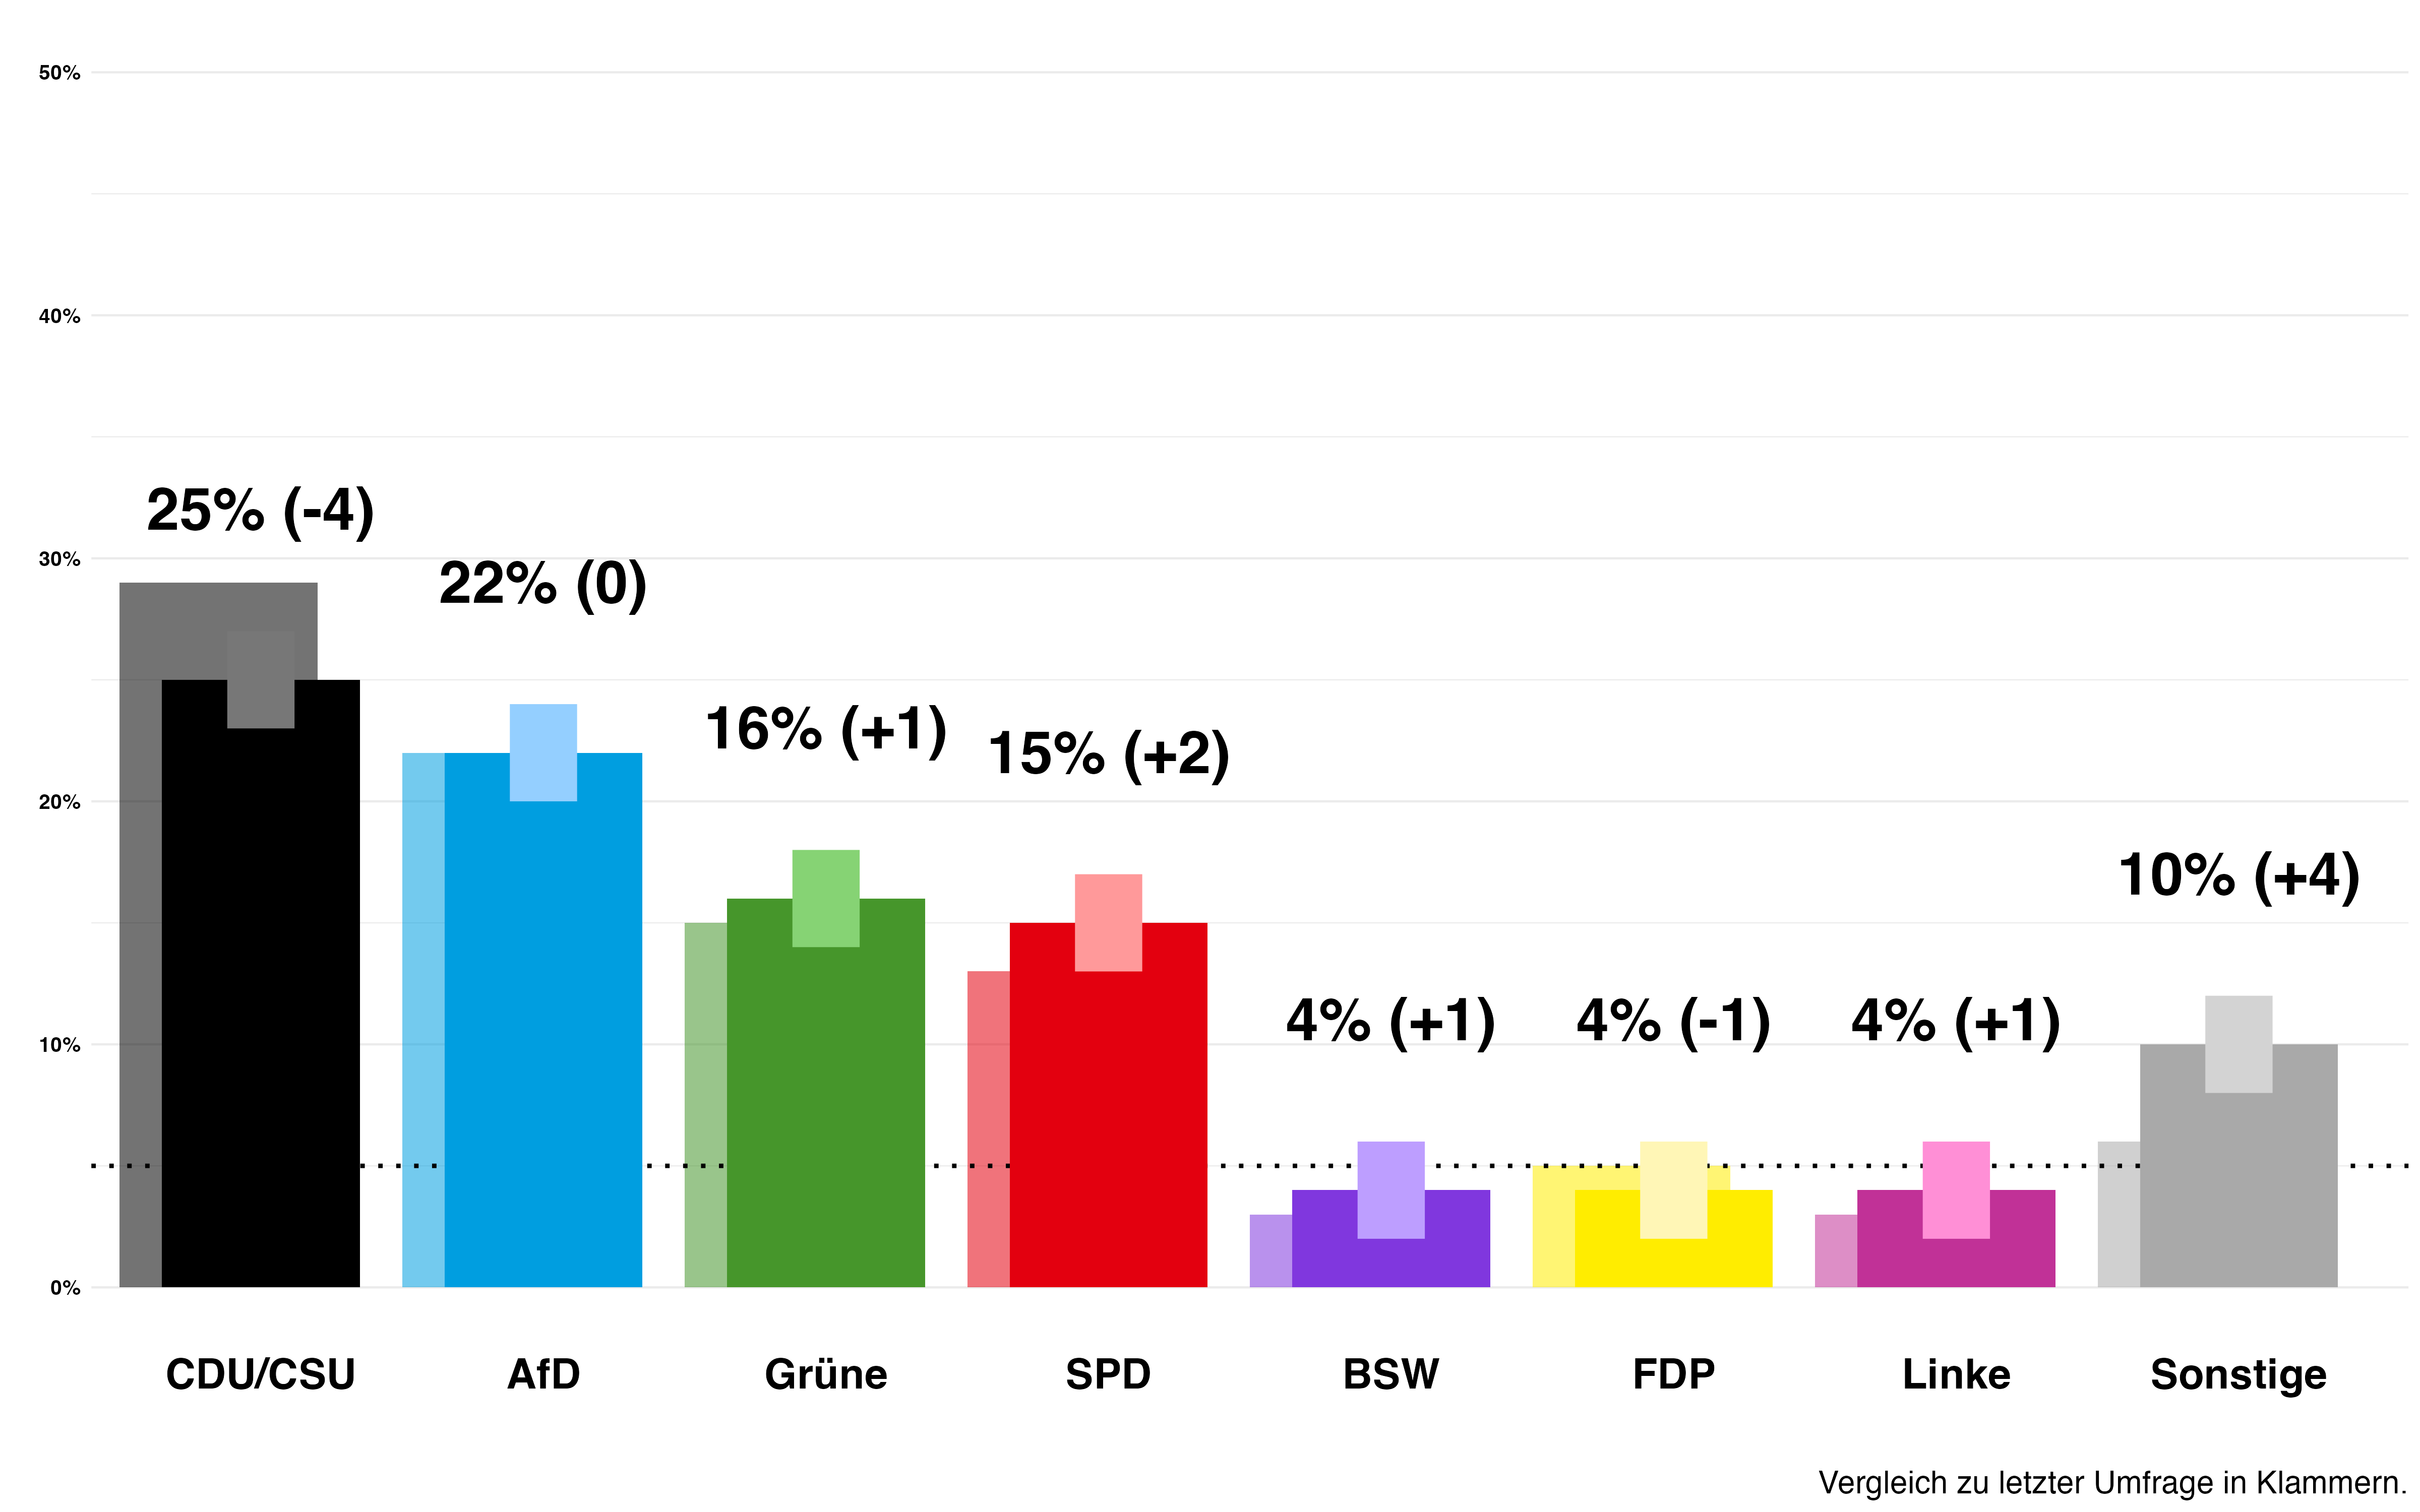 50%
40%
30%
20%
10%
0%
25% (-4)
22% (0)
16% (+1)
15% (+2)
4% (+1)
4% (-1)
4% (+1)
10% (+4)
CDU/CSU
AfD
Grüne
SPD
BSW
FDP
Linke
Sonstige
Vergleich zu letzter Umfrage in Klammern.